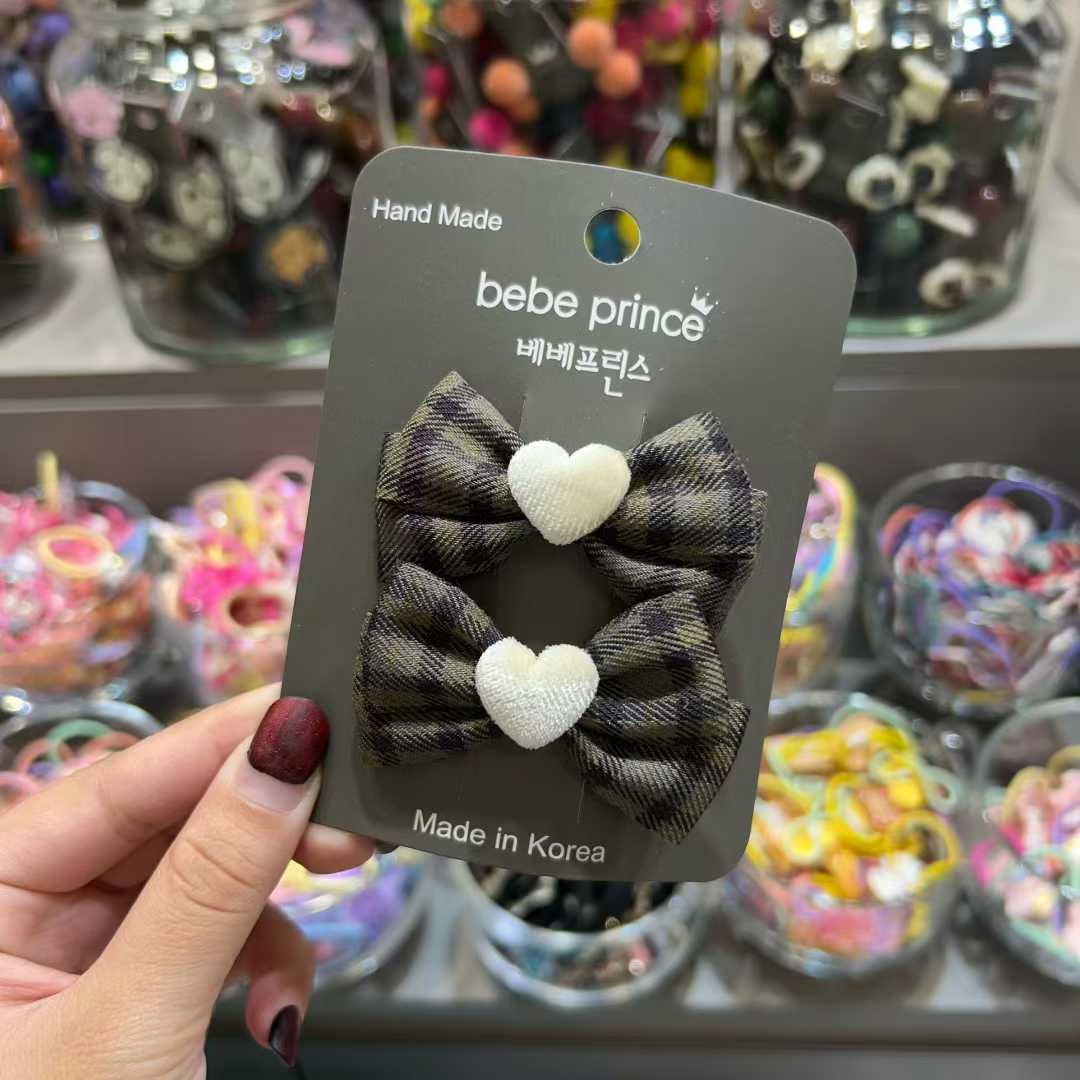 Hand Made
bebe prince
베베프린스
Made in Korea